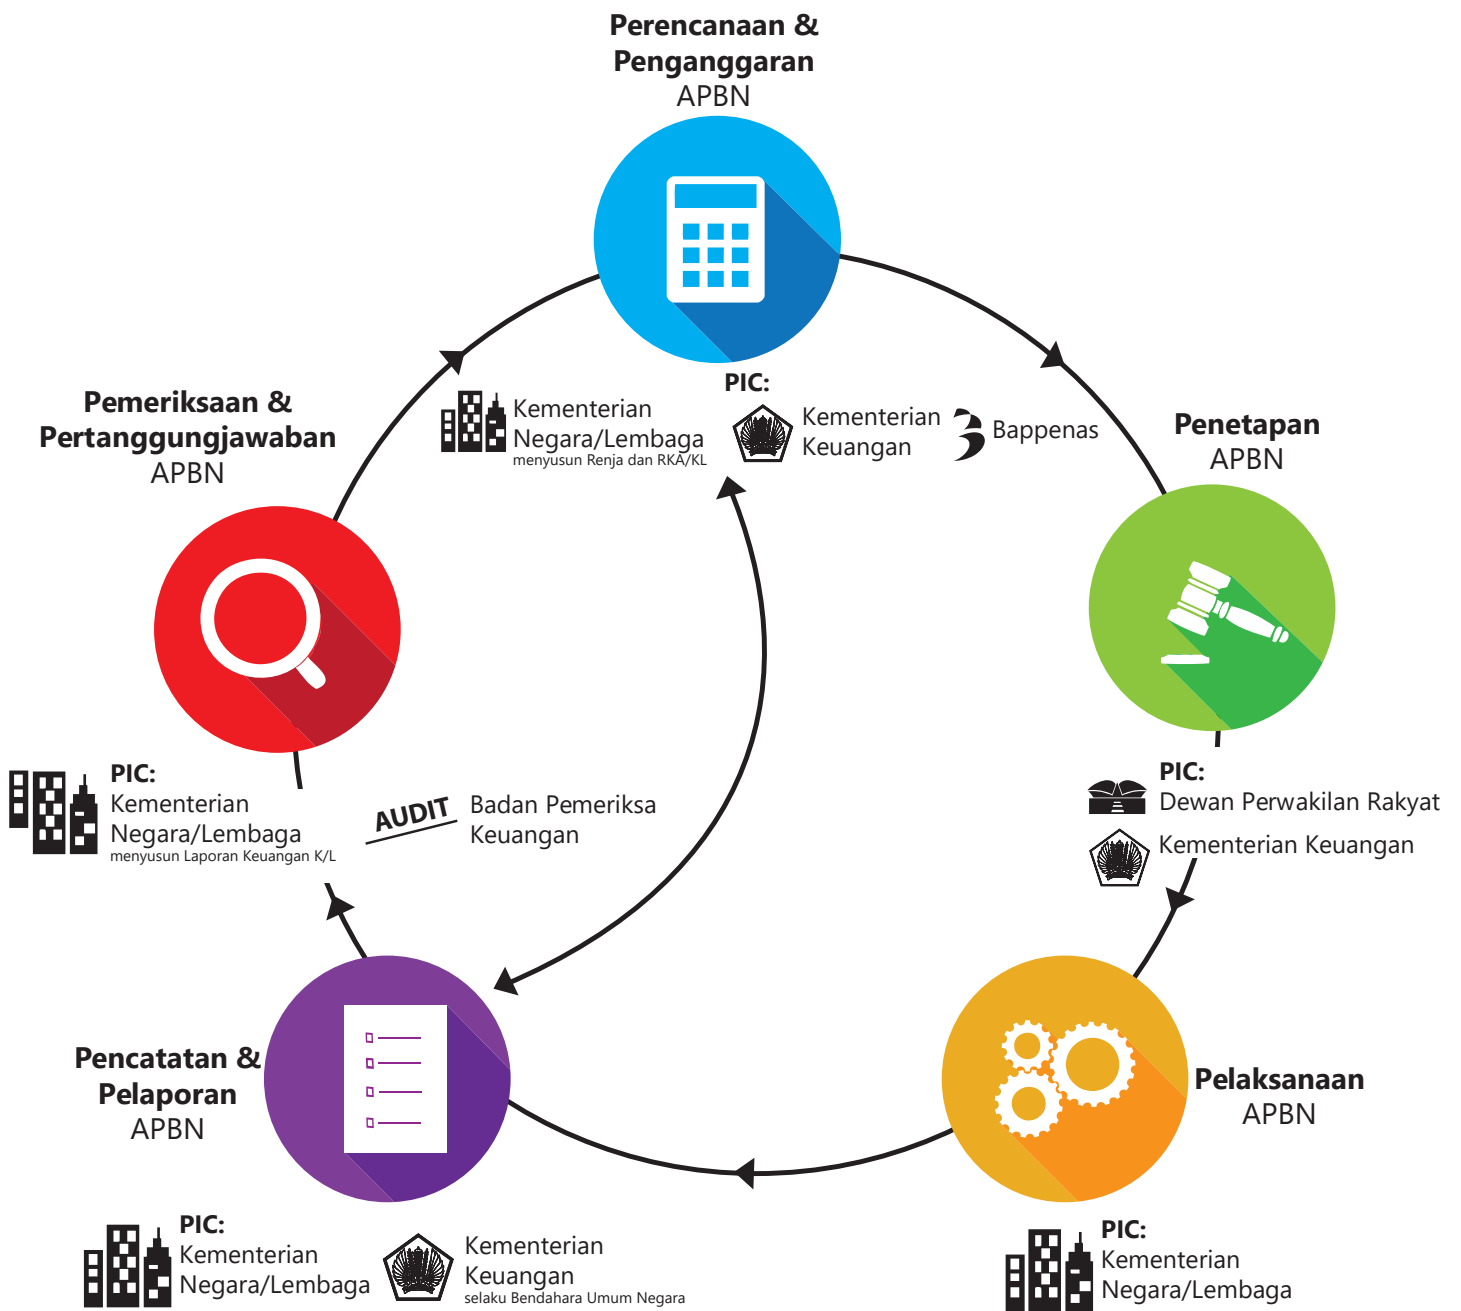 Perencanaan &
Penganggaran
APBN
PIC:
Kementerian
Negara/Lembaga
menyusun Renja dan RKA/KL
Kementerian
Keuangan
Bappenas
Penetapan
APBN
PIC:
Dewan Perwakilan Rakyat
Kementerian Keuangan
Pelaksanaan
APBN
PIC:
Kementerian
Negara/Lembaga
Pencatatan &
Pelaporan
APBN
PIC:
Kementerian
Negara/Lembaga
Kementerian
Keuangan
selaku Bendahara Umum Negara
Pemeriksaan &
Pertanggungjawaban
APBN
PIC:
Kementerian
Negara/Lembaga
menyusun Laporan Keuangan K/L
AUDIT
Badan Pemeriksa
Keuangan